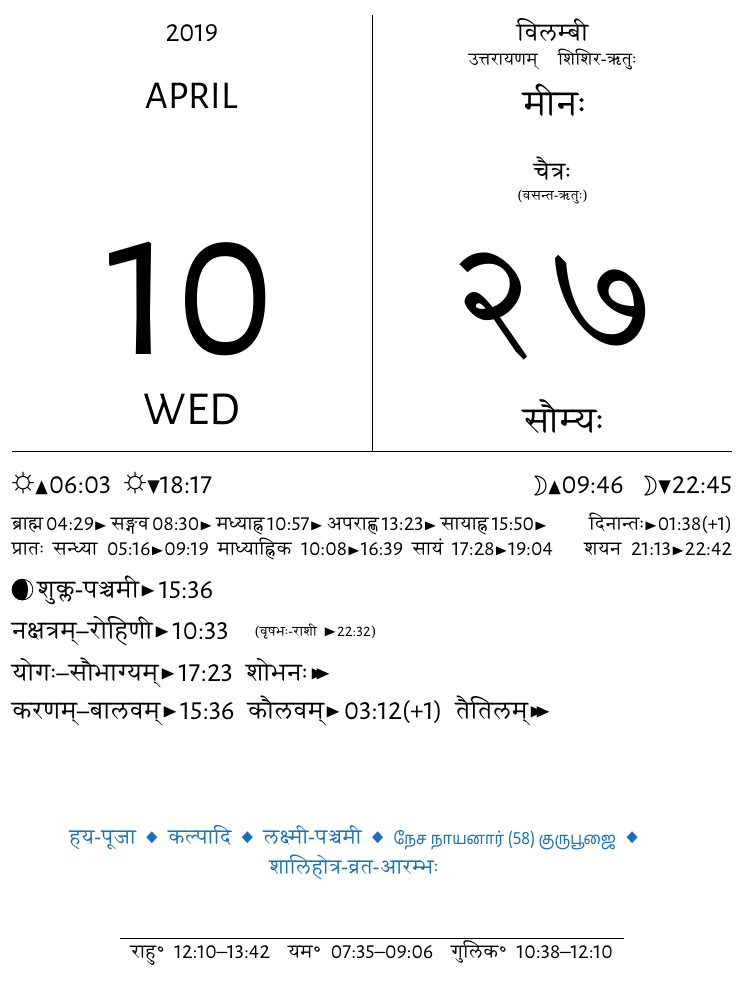 2019
APRIL
10
WED
विलम्बी
उत्तरायणम् शिशिर-ऋतुः
मीनः
चैत्रः
(वसन्त-ऋतुः)
२७
सौम्यः
☼▲06:03 ☼▼18:17 ☽▲09:46 ☽▼22:45
ब्राह्म 04:29► सङ्गव 08:30► मध्याह्न 10:57► अपराह्ण 13:23► सायाह्न 15:50► दिनान्तः►01:38(+1)
प्रातः सन्ध्या 05:16►09:19 माध्याह्निक 10:08►16:39 सायं 17:28►19:04 शयन 21:13►22:42
शुक्ल-पञ्चमी►15:36
नक्षत्रम्–रोहिणी►10:33 (वृषभः-राशी ►22:32)
योगः–सौभाग्यम्►17:23 शोभनः►►
करणम्–बालवम्►15:36 कौलवम्►03:12(+1) तैतिलम्►►
हय-पूजा ◆ कल्पादि ◆ लक्ष्मी-पञ्चमी ◆ நேச நாயனார் (58) குருபூஜை ◆
शालिहोत्र-व्रत-आरम्भः
राहु॰ 12:10–13:42 यम॰ 07:35–09:06 गुलिक॰ 10:38–12:10